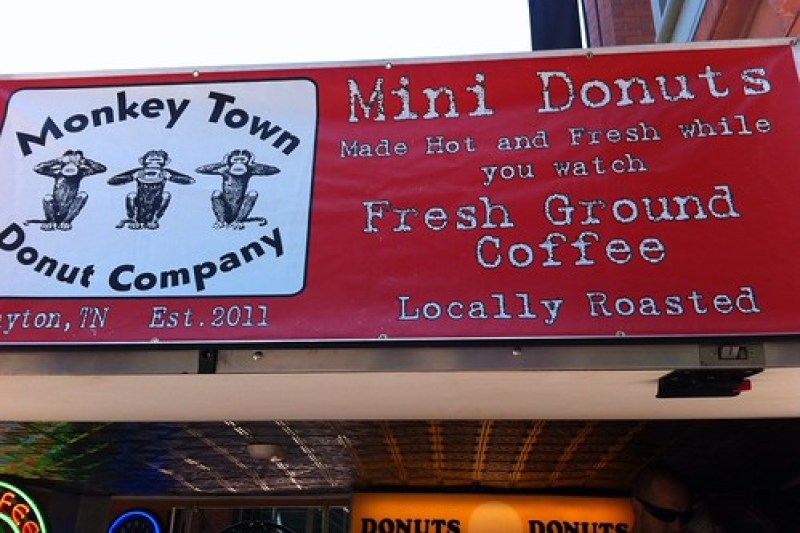 Monkey Town
Donut Company
yton, TN Est. 2011
Mini Donuts
Made Hot and Fresh while
you watch
Fresh Ground
Coffee
Locally Roasted
DONUTS DONUTS